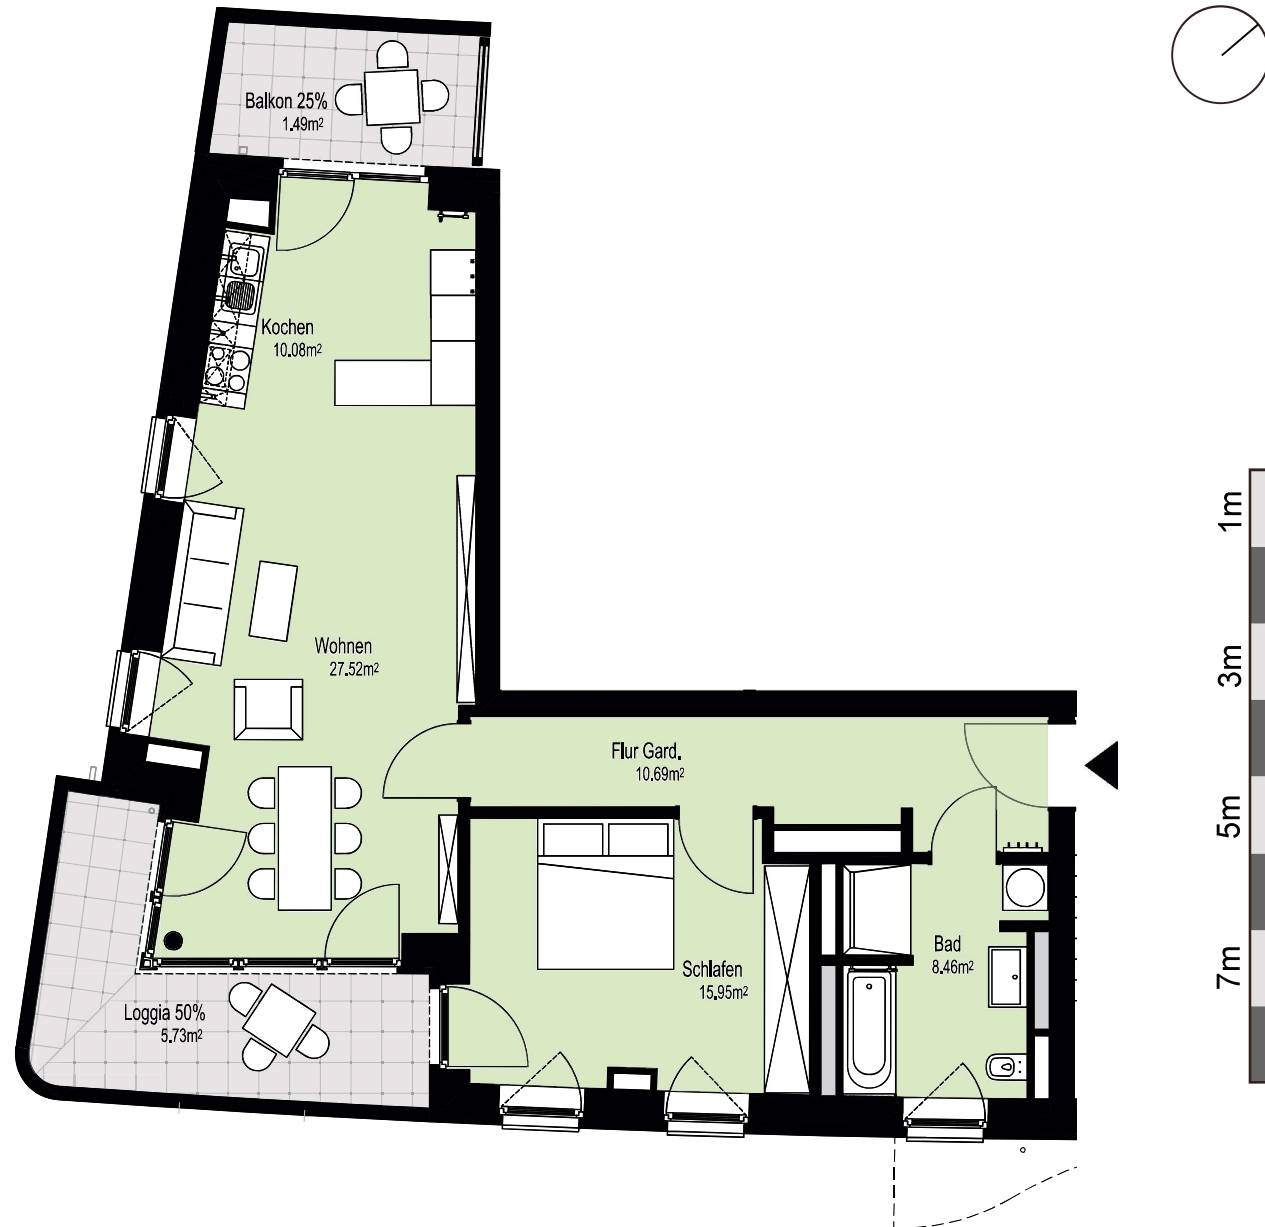 Balkon 25%
1.49m²
Kochen
10.08m²
Wohnen
27.52m²
Flur Gard.
10.69m²
Schlafen
15.95m²
Bad
8.46m²
Loggia 50%
5.73m²
1m
3m
5m
7m